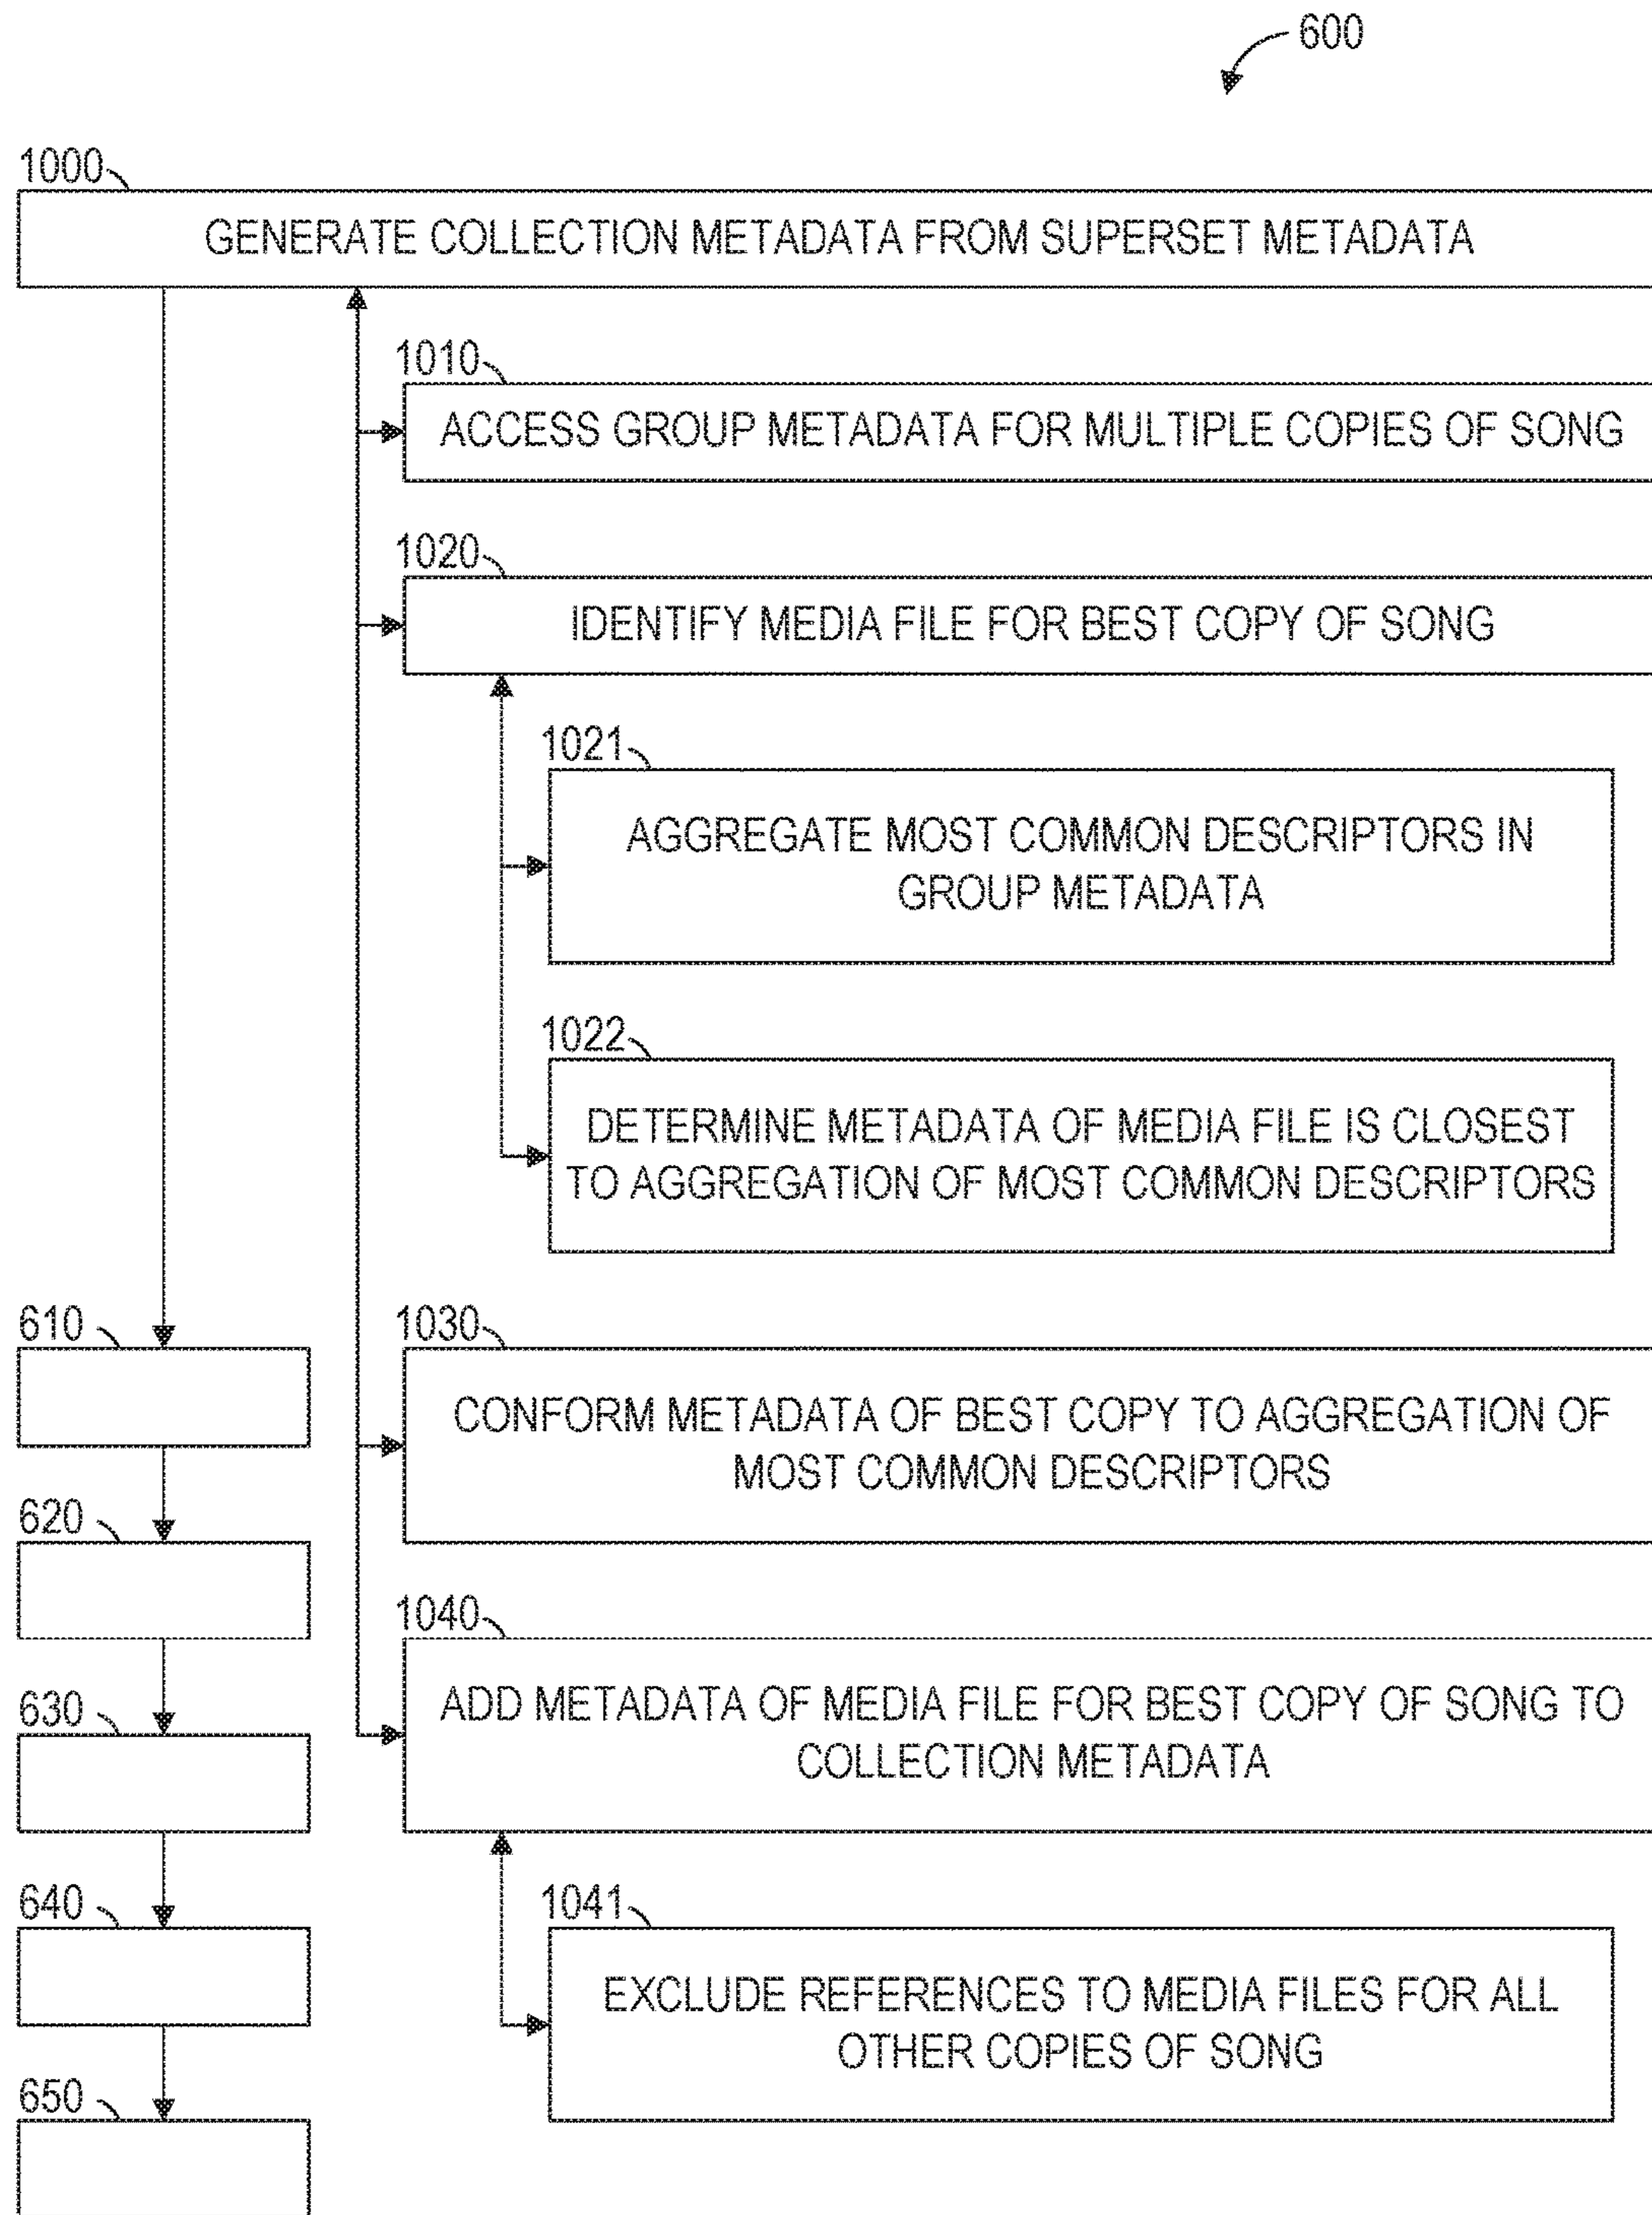 600
1000
GENERATE COLLECTION METADATA FROM SUPERSET METADATA
1010
ACCESS GROUP METADATA FOR MULTIPLE COPIES OF SONG
1020
IDENTIFY MEDIA FILE FOR BEST COPY OF SONG
1021
AGGREGATE MOST COMMON DESCRIPTORS IN
GROUP METADATA
1022
DETERMINE METADATA OF MEDIA FILE IS CLOSEST
TO AGGREGATION OF MOST COMMON DESCRIPTORS
610
1030
CONFORM METADATA OF BEST COPY TO AGGREGATION OF
MOST COMMON DESCRIPTORS
620
1040
ADD METADATA OF MEDIA FILE FOR BEST COPY OF SONG TO
COLLECTION METADATA
630
640
1041
EXCLUDE REFERENCES TO MEDIA FILES FOR ALL
OTHER COPIES OF SONG
650